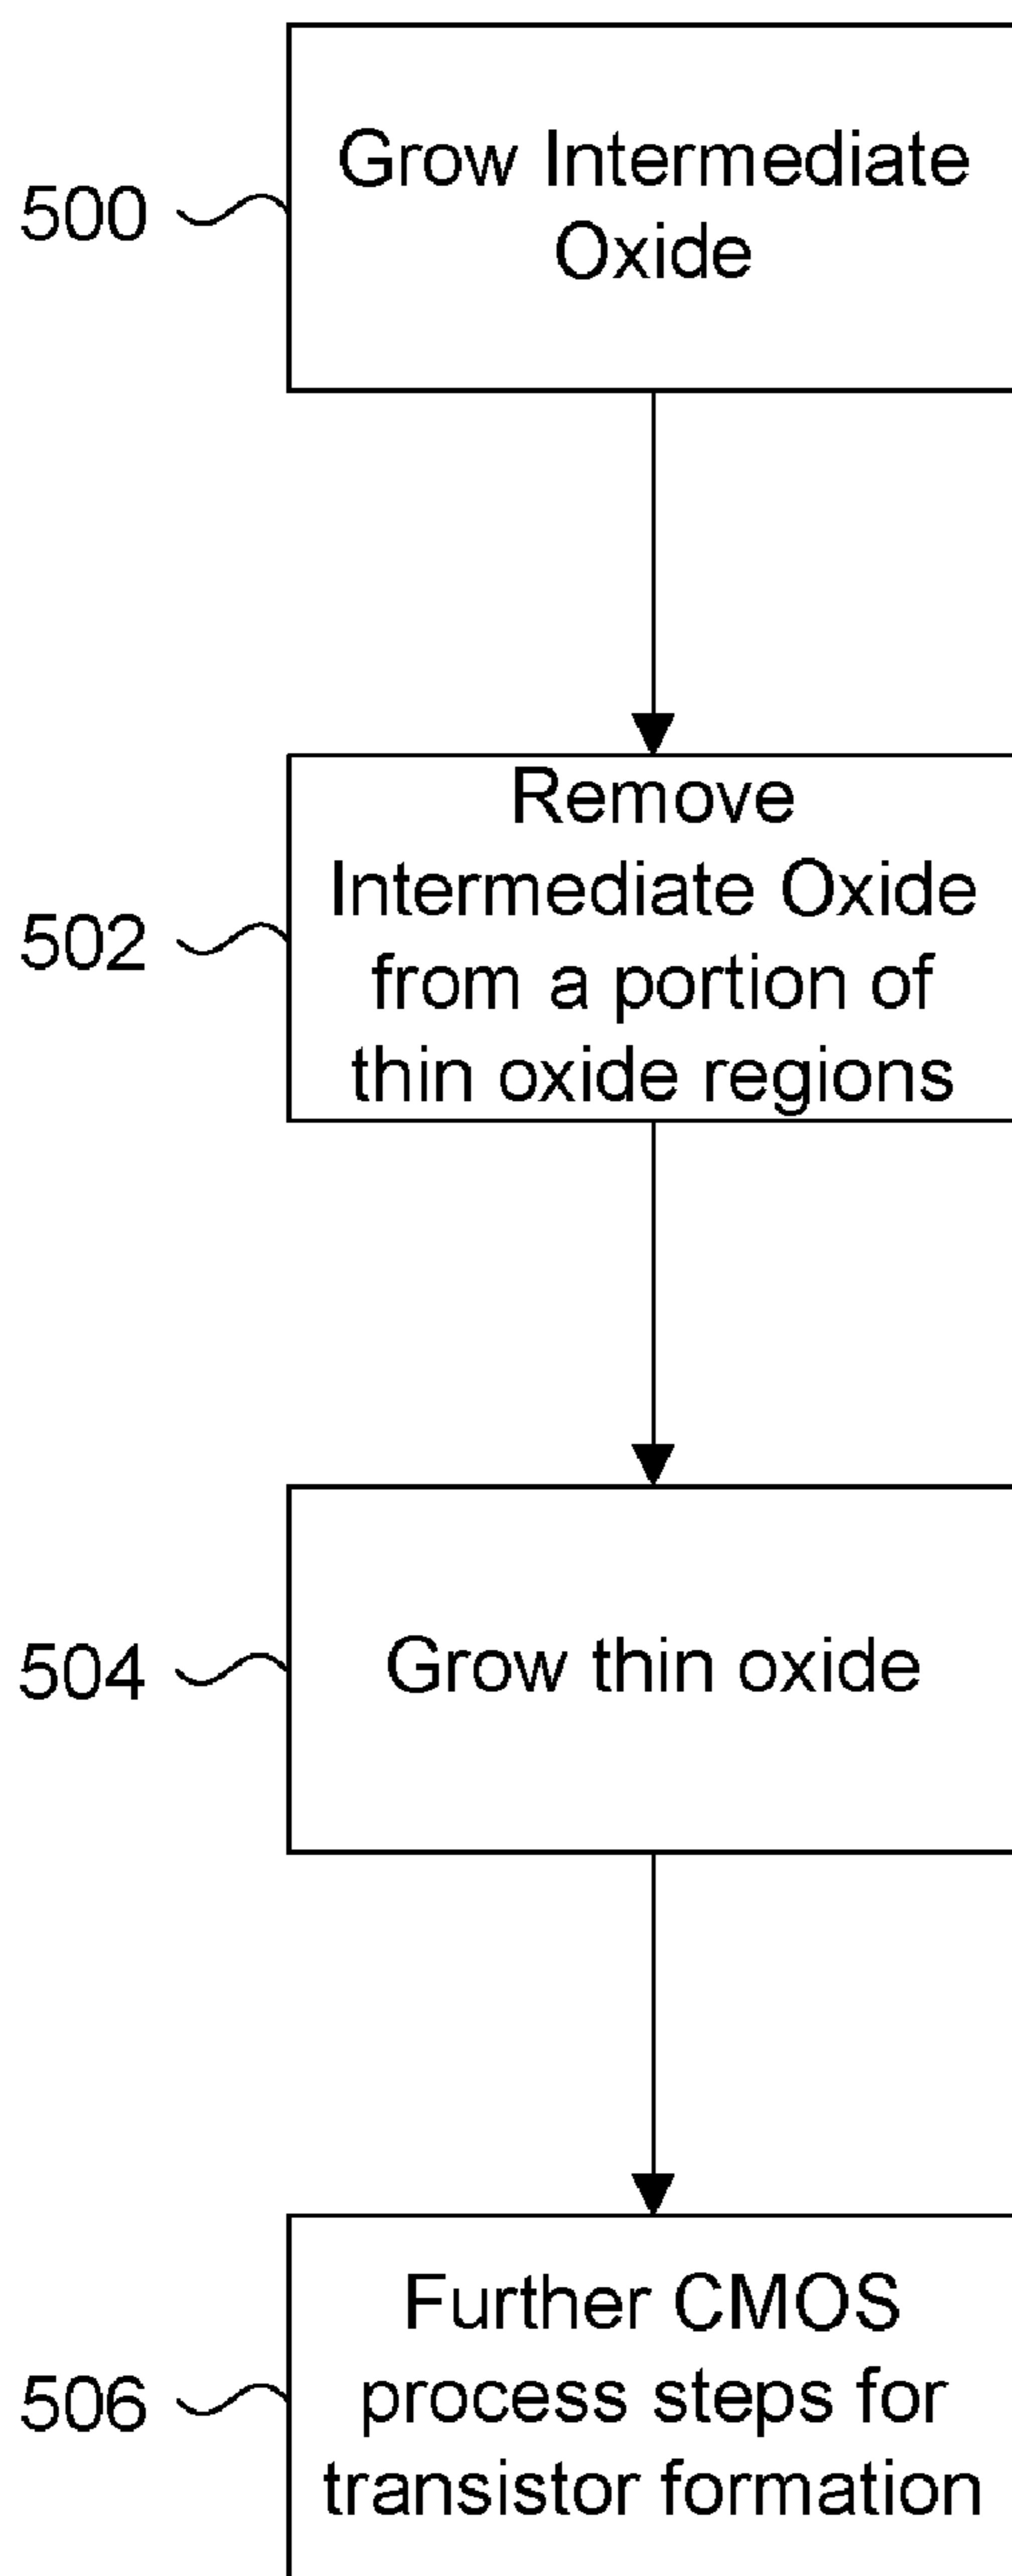 500
Grow Intermediate
Oxide
502
Remove
Intermediate Oxide
from a portion of
thin oxide regions
504
Grow thin oxide
506
Further CMOS
process steps for
transistor formation